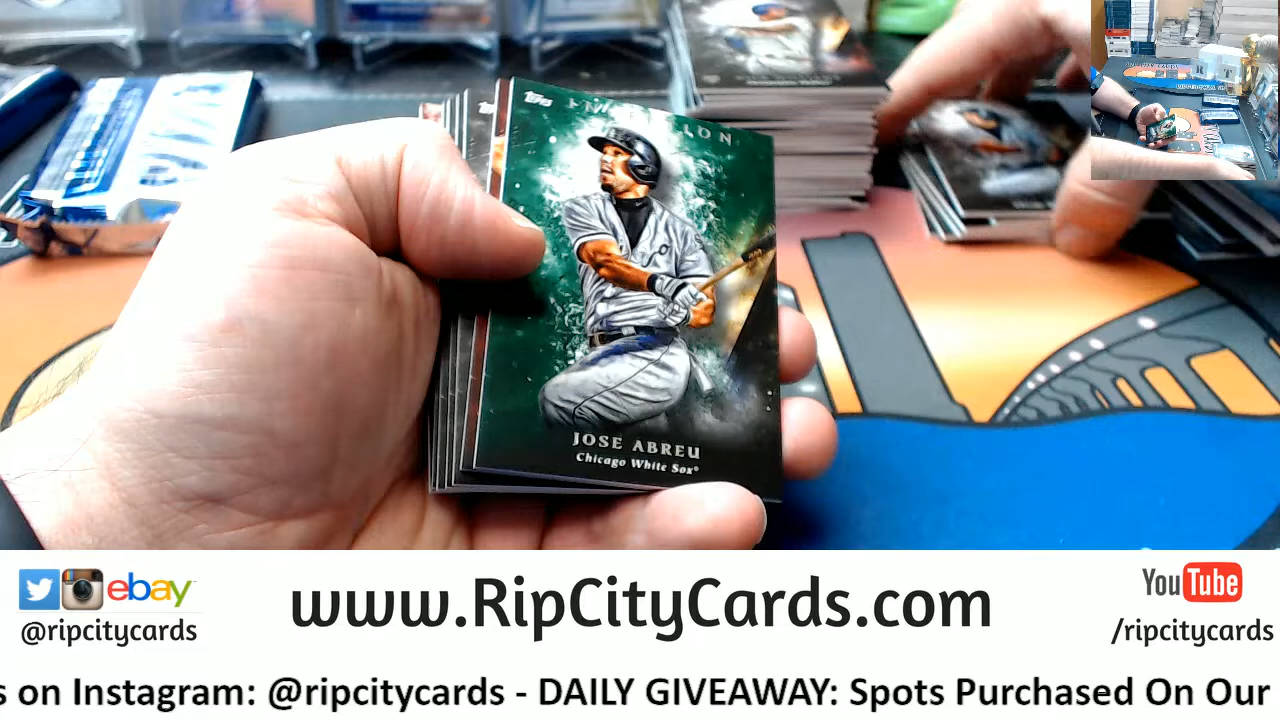 Topps
JOSE ABREU
Chicago White Sox
ebay
@ripcitycards
www.RipCityCards.com
YouTube
/ripcitycards
s on Instagram: @ripcitycards - DAILY GIVEAWAY: Spots Purchased On Our